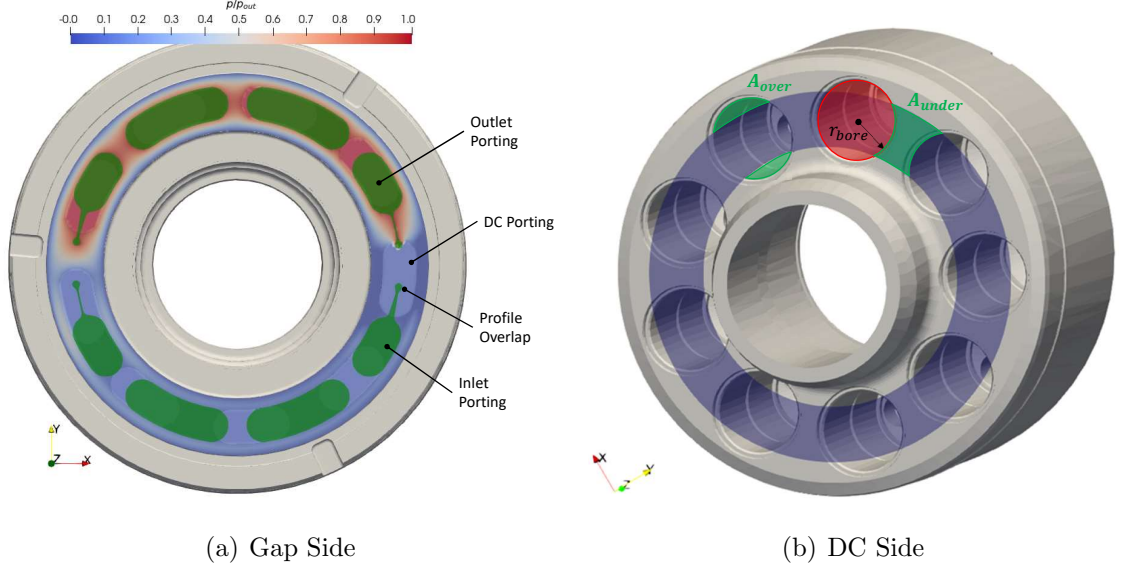 p/p_out
-0.0 0.1 0.2 0.3 0.4 0.5 0.6 0.7 0.8 0.9 1.0
Outlet
Porting
DC Porting
Profile
Overlap
Inlet
Porting
Y
Z X
A_over
A_under
r_bore
X
Y
Z
(a) Gap Side
(b) DC Side